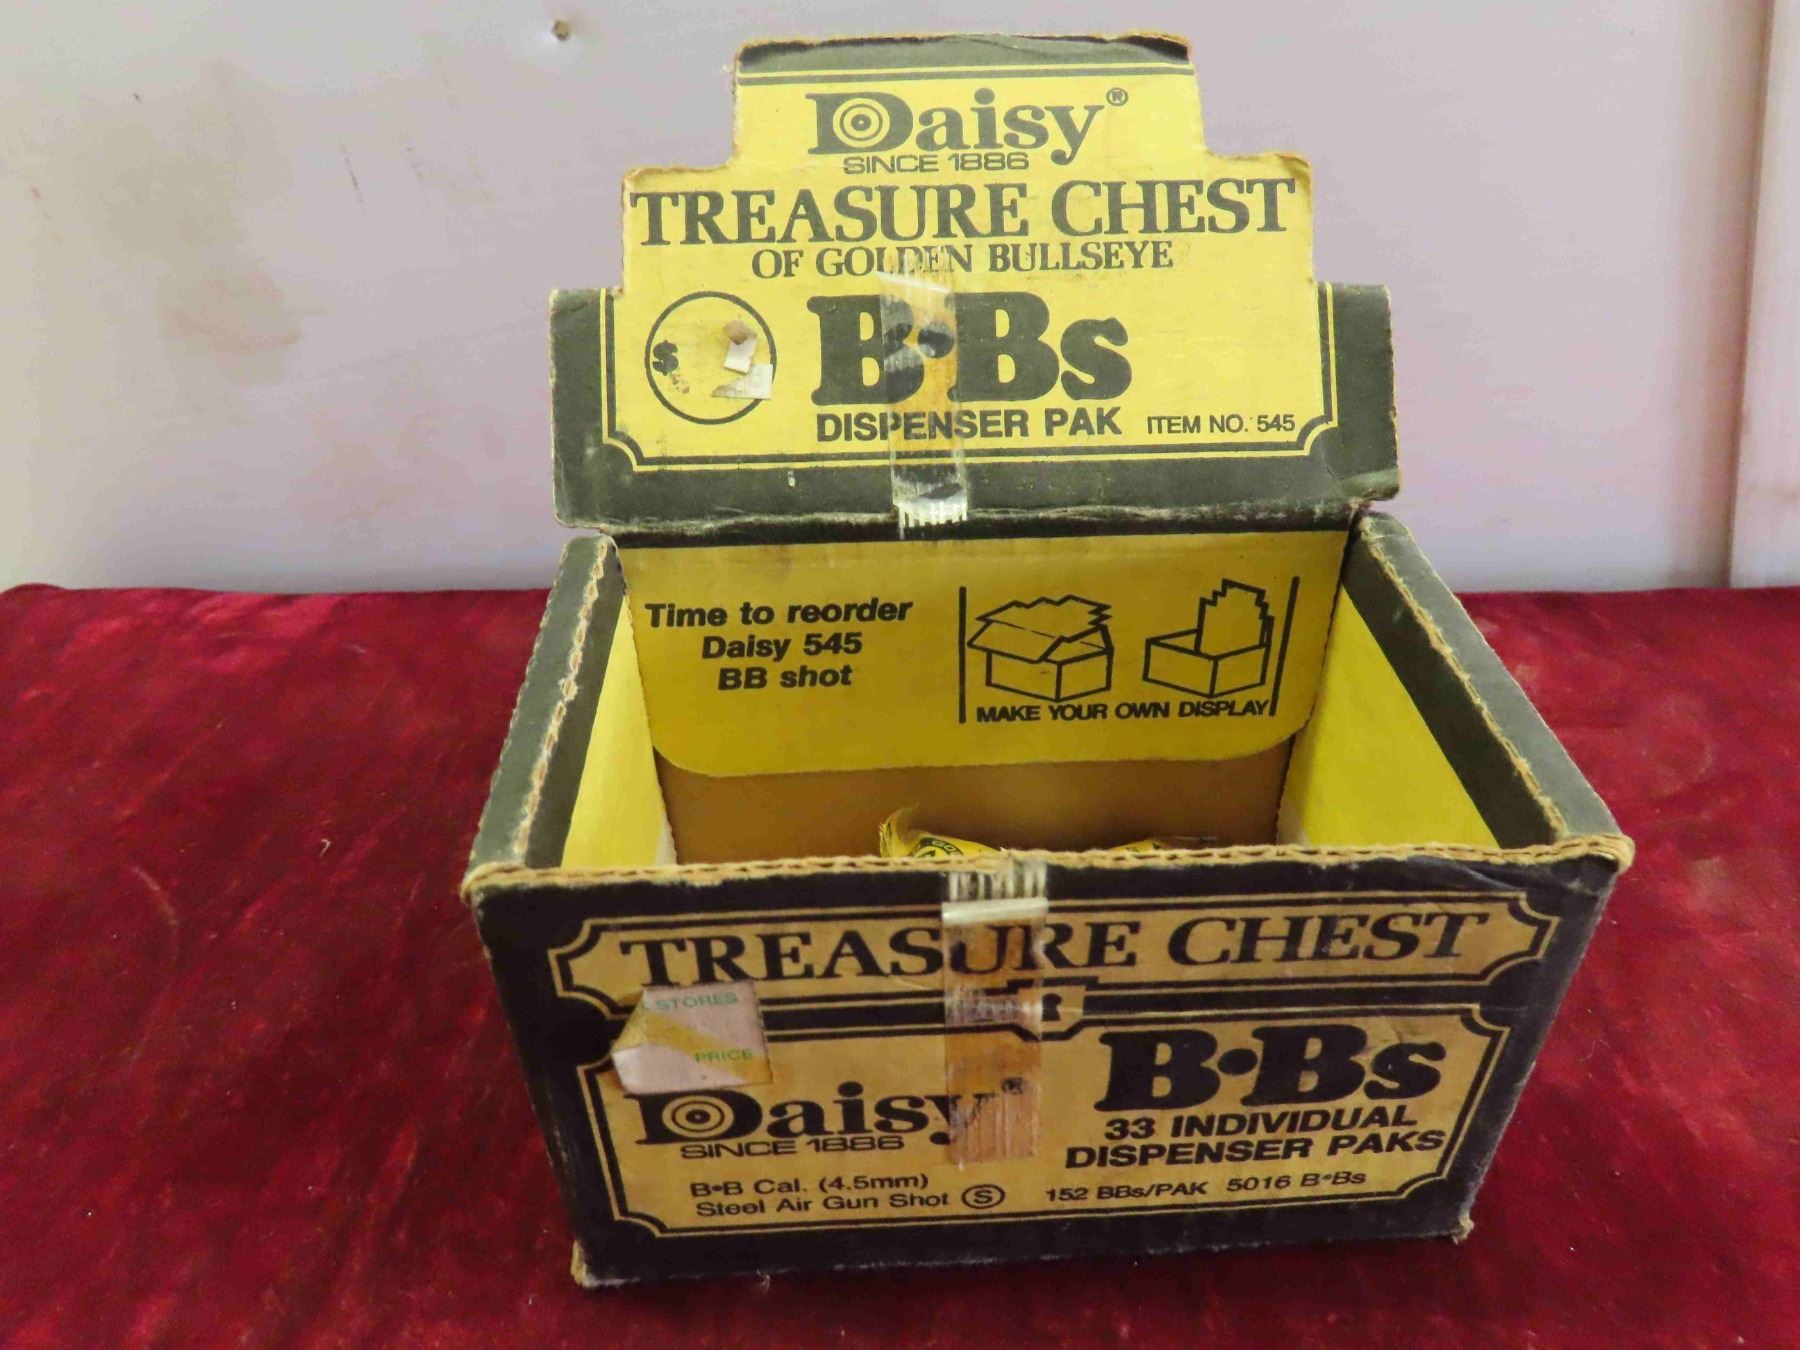 Daisy®
SINCE 1886
TREASURE CHEST
OF GOLDEN BULLSEYE
B•Bs
$
DISPENSER PAK ITEM NO. 545
Time to reorder
Daisy 545
BB shot
MAKE YOUR OWN DISPLAY
TREASURE CHEST
STORES
PRICE
Daisy®
SINCE 1886
B•B Cal. (4.5mm)
Steel Air Gun Shot Ⓢ
B•Bs
33 INDIVIDUAL
DISPENSER PAKS
152 BBs/PAK 5016 B•Bs